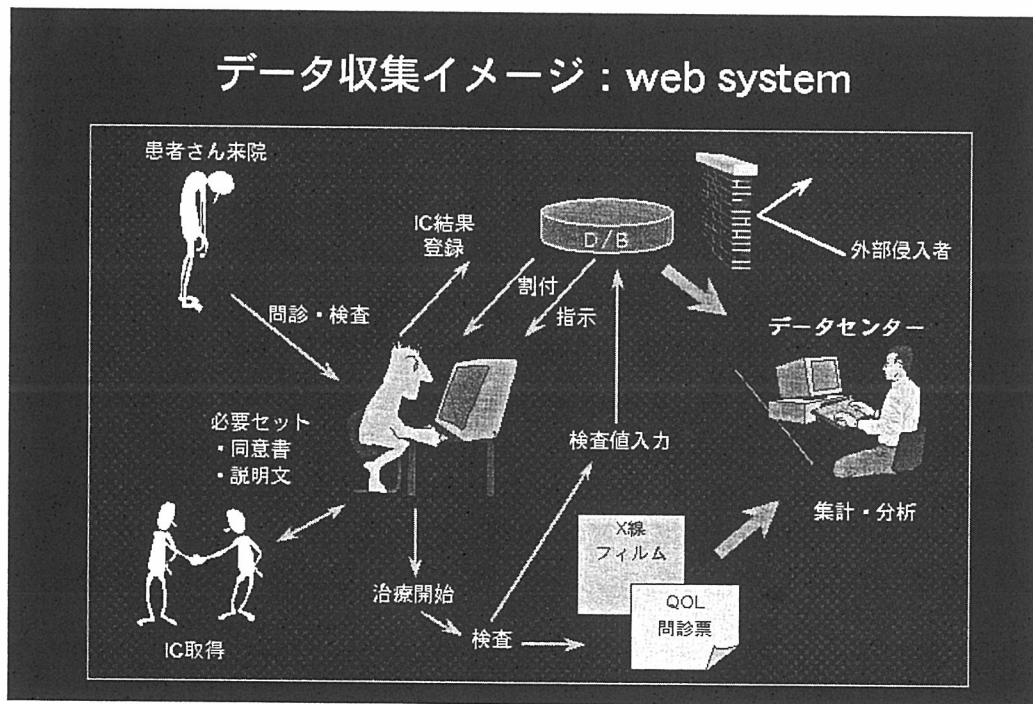 データ収集イメージ：web system
患者さん来院
IC結果
登録
D/B
外部侵入者
割付
指示
問診・検査
データセンター
必要セット
・同意書
・説明文
検査値入力
集計・分析
X線
フィルム
治療開始
QOL
問診票
検査
IC取得